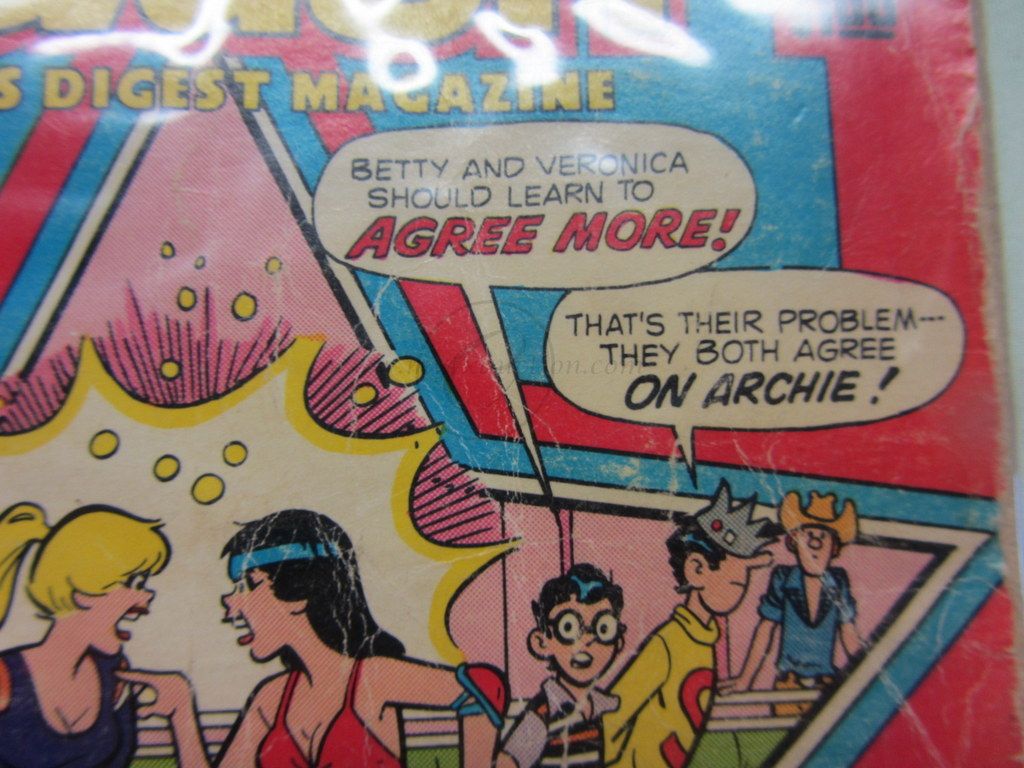 S DIGEST MAGAZINE
BETTY AND VERONICA
SHOULD LEARN TO
AGREE MORE!
THAT'S THEIR PROBLEM---
THEY BOTH AGREE
ON ARCHIE!